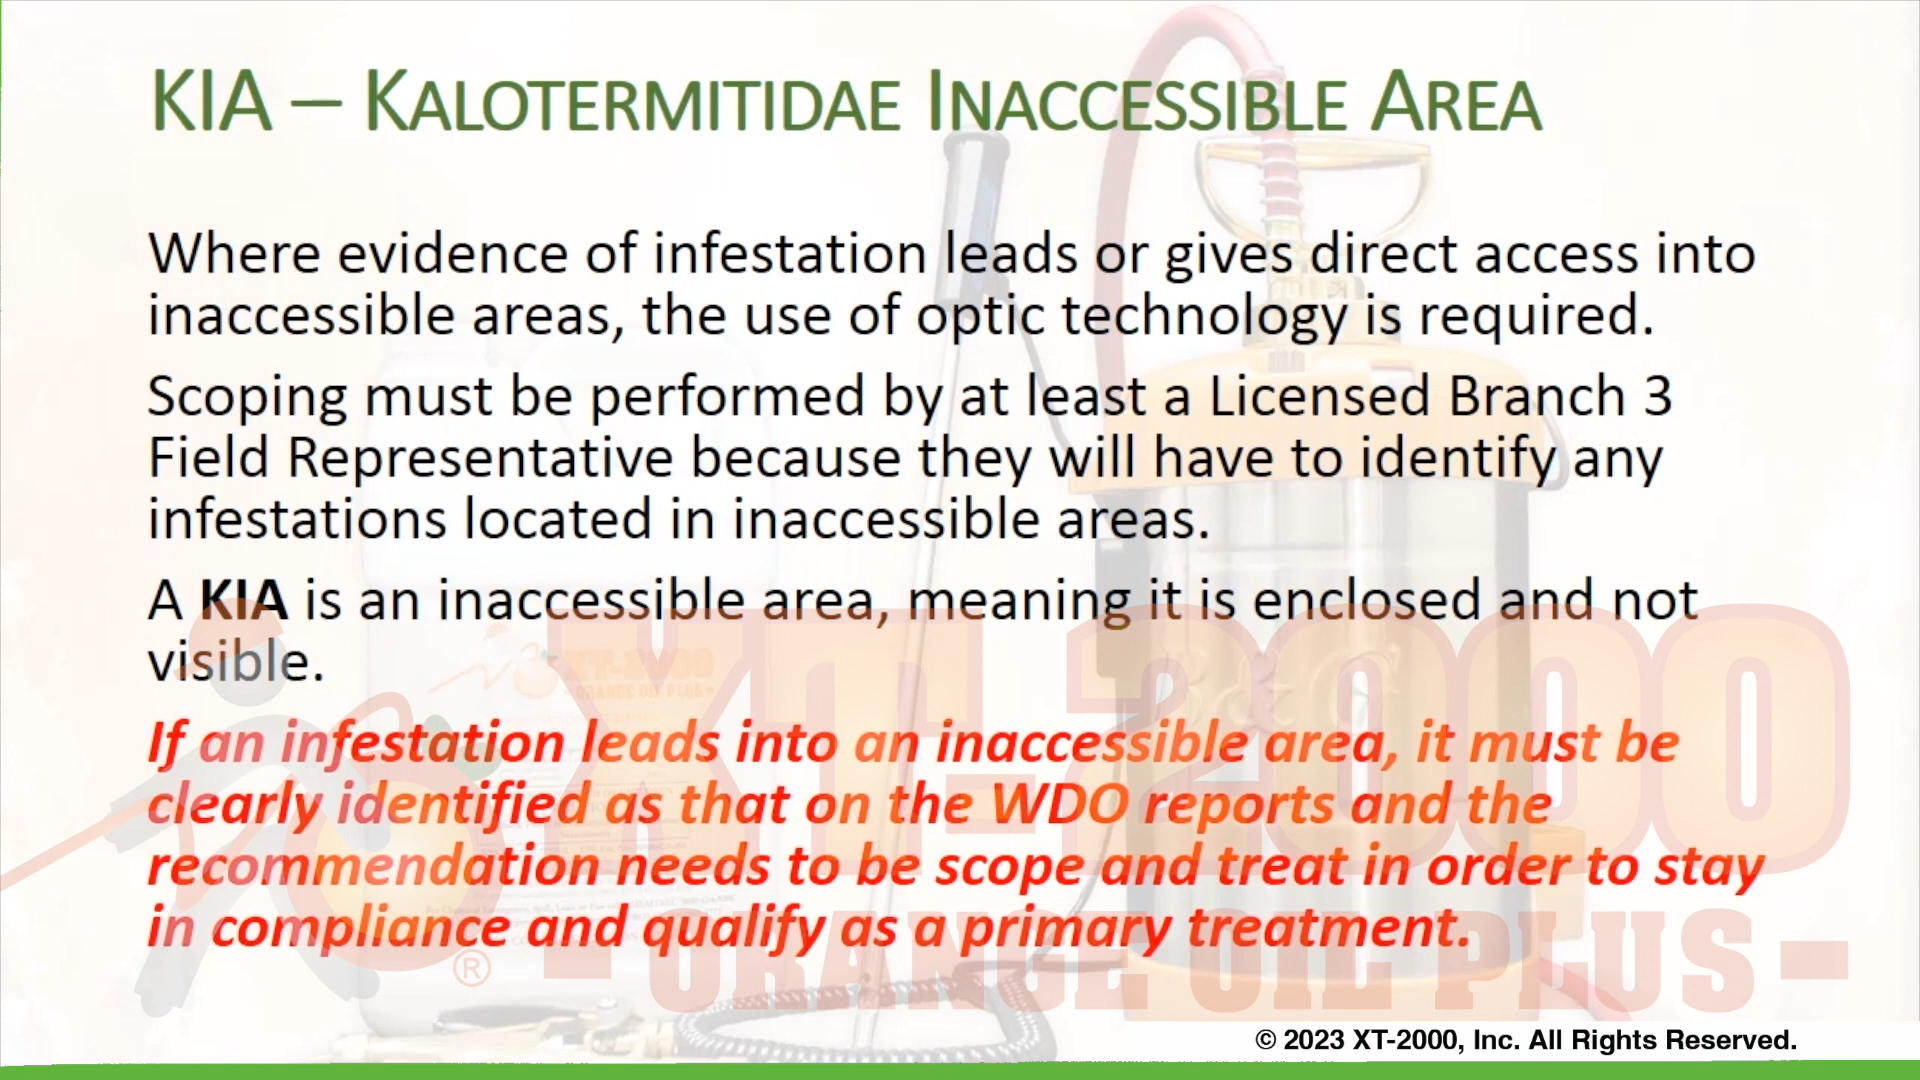 KIA – KALOTERMITIDAE INACCESSIBLE AREA
Where evidence of infestation leads or gives direct access into
inaccessible areas, the use of optic technology is required.
Scoping must be performed by at least a Licensed Branch 3
Field Representative because they will have to identify any
infestations located in inaccessible areas.
A KIA is an inaccessible area, meaning it is enclosed and not
visible.
If an infestation leads into an inaccessible area, it must be
clearly identified as that on the WDO reports and the
recommendation needs to be scope and treat in order to stay
in compliance and qualify as a primary treatment.
XT-2000
® - ORANGE OIL PLUS -
B&G
XT-2000
ORANGE OIL PLUS
© 2023 XT-2000, Inc. All Rights Reserved.